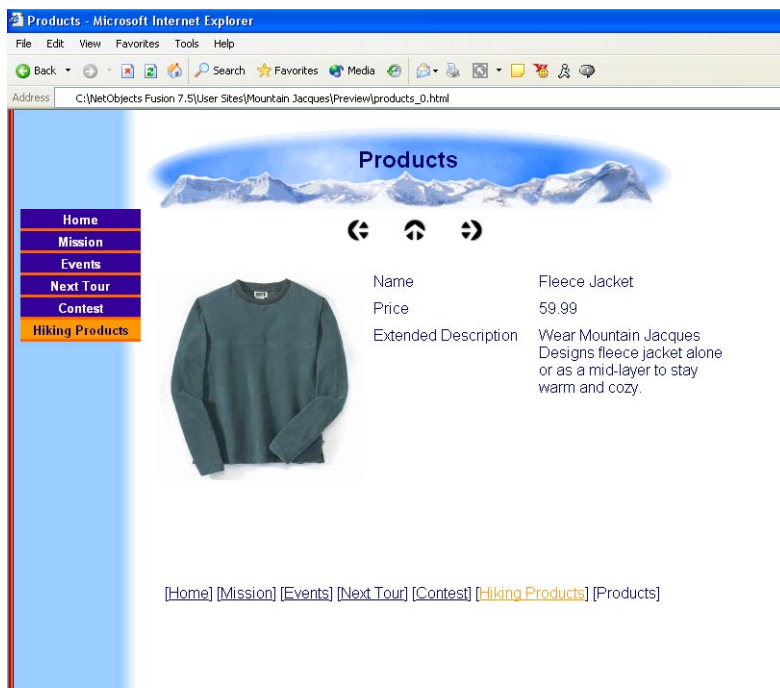 Products - Microsoft Internet Explorer
File Edit View Favorites Tools Help
Back Search Favorites Media
Address C:\NetObjects Fusion 7.5\User Sites\Mountain Jacques\Preview\products_0.html
Products
Home
Mission
Events
Next Tour
Contest
Hiking Products
Name Fleece Jacket
Price 59.99
Extended Description Wear Mountain Jacques
Designs fleece jacket alone
or as a mid-layer to stay
warm and cozy.
[Home] [Mission] [Events] [Next Tour] [Contest] [Hiking Products] [Products]